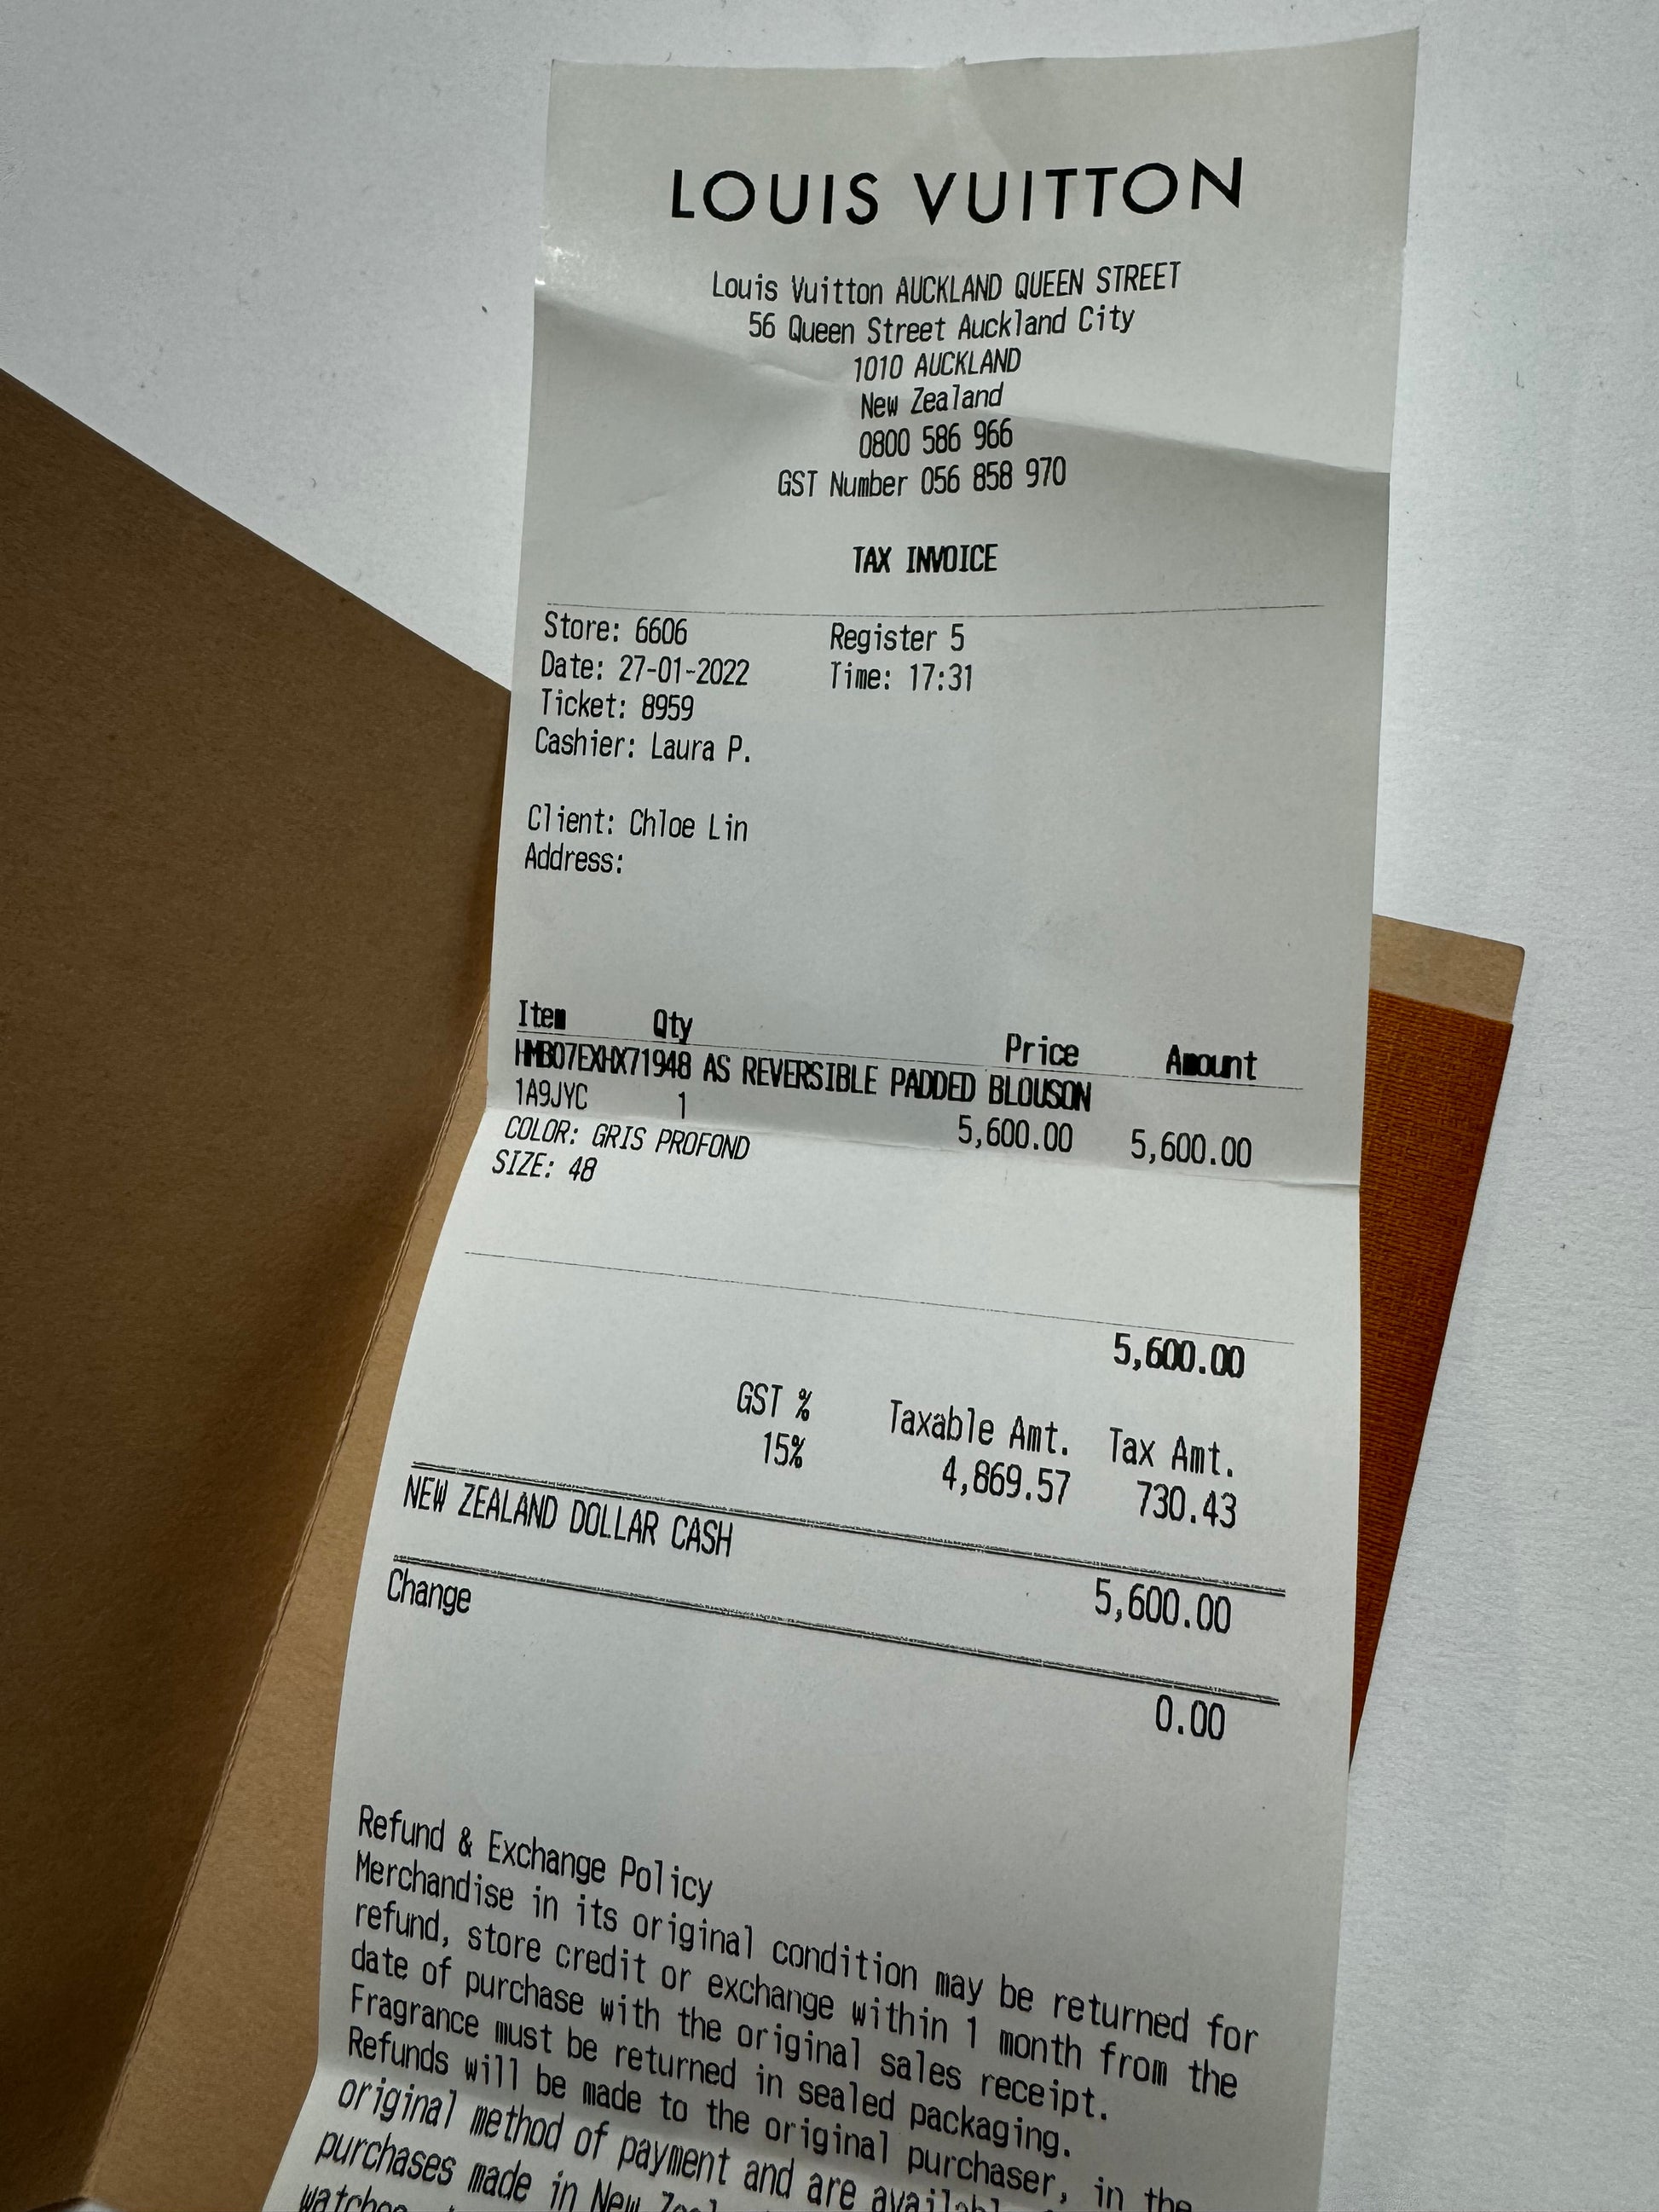 LOUIS VUITTON
Louis Vuitton AUCKLAND QUEEN STREET
56 Queen Street Auckland City
1010 AUCKLAND
New Zealand
0800 586 966
GST Number 056 858 970
TAX INVOICE
Store: 6606 Register 5
Date: 27-01-2022 Time: 17:31
Ticket: 8959
Cashier: Laura P.
Client: Chloe Lin
Address:
Item Qty Price Amount
HMB07EXHX71948 AS REVERSIBLE PADDED BLOUSON
1A9JYC 1 5,600.00 5,600.00
COLOR: GRIS PROFOND
SIZE: 48
5,600.00
GST % Taxable Amt. Tax Amt.
15% 4,869.57 730.43
NEW ZEALAND DOLLAR CASH 5,600.00
Change 0.00
Refund & Exchange Policy
Merchandise in its original condition may be returned for
refund, store credit or exchange within 1 month from the
date of purchase with the original sales receipt.
Fragrance must be returned in sealed packaging.
Refunds will be made to the original purchaser, in the
original method of payment and are
purchases made in New